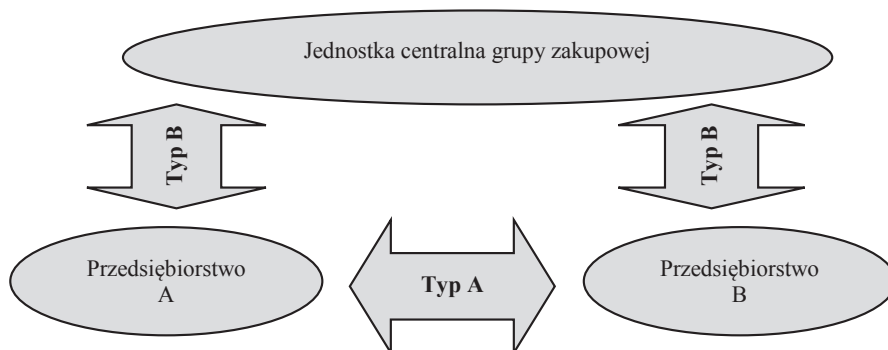 Jednostka centralna grupy zakupowej
Typ B
Typ B
Przedsiębiorstwo
A
Typ A
Przedsiębiorstwo
B